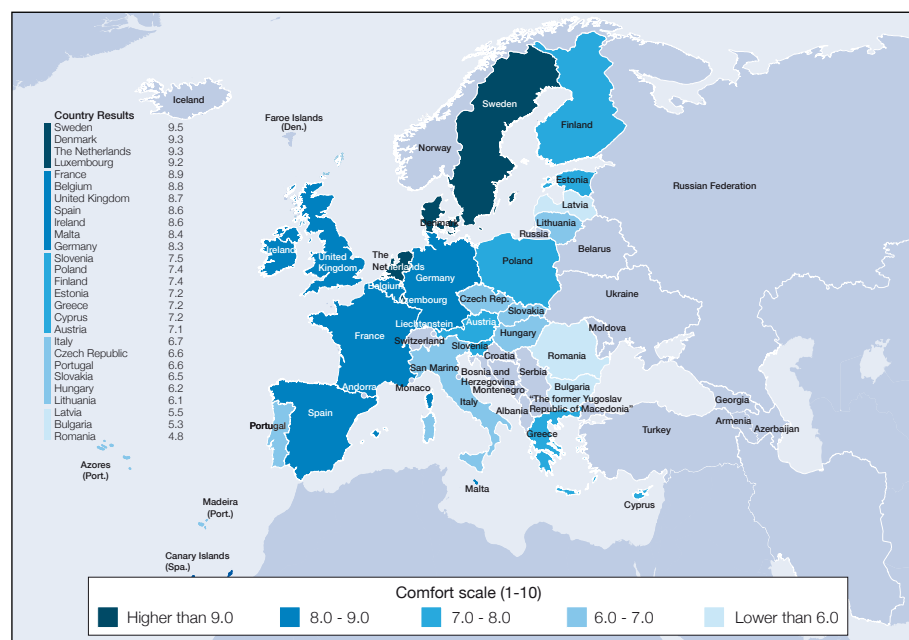 Iceland
Faroe Islands
(Den.)
Country Results
Sweden 9.5
Denmark 9.3
The Netherlands 9.3
Luxembourg 9.2
France 8.9
Belgium 8.8
United Kingdom 8.7
Spain 8.6
Ireland 8.6
Malta 8.4
Germany 8.3
Slovenia 7.5
Poland 7.4
Finland 7.4
Estonia 7.2
Greece 7.2
Cyprus 7.2
Austria 7.1
Italy 6.7
Czech Republic 6.6
Portugal 6.6
Slovakia 6.5
Hungary 6.2
Lithuania 6.1
Latvia 5.5
Bulgaria 5.3
Romania 4.8
Sweden
Finland
Norway
Russian Federation
Estonia
Latvia
Lithuania
Denmark
Russia
Belarus
Ireland
United
Kingdom
The
Netherlands
Belgium
Germany
Poland
Luxembourg
Czech Rep.
Ukraine
Slovakia
Liechtenstein
Austria
Hungary
Moldova
France
Switzerland
Slovenia
Croatia
Romania
San Marino
Bosnia and
Herzegovina
Serbia
Andorra
Monaco
Montenegro
Bulgaria
Italy
"The former Yugoslav
Republic of Macedonia"
Albania
Georgia
Armenia
Azerbaijan
Spain
Portugal
Greece
Turkey
Malta
Cyprus
Azores
(Port.)
Madeira
(Port.)
Canary Islands
(Spa.)
Comfort scale (1-10)
Higher than 9.0 8.0 - 9.0 7.0 - 8.0 6.0 - 7.0 Lower than 6.0